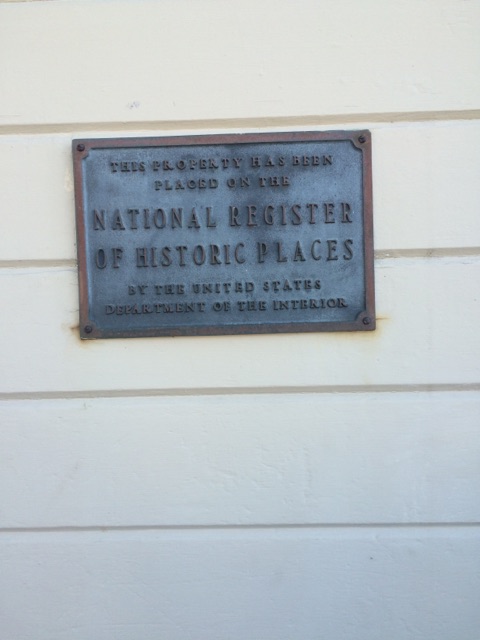 THIS PROPERTY HAS BEEN
PLACED ON THE
NATIONAL REGISTER
OF HISTORIC PLACES
BY THE UNITED STATES
DEPARTMENT OF THE INTERIOR